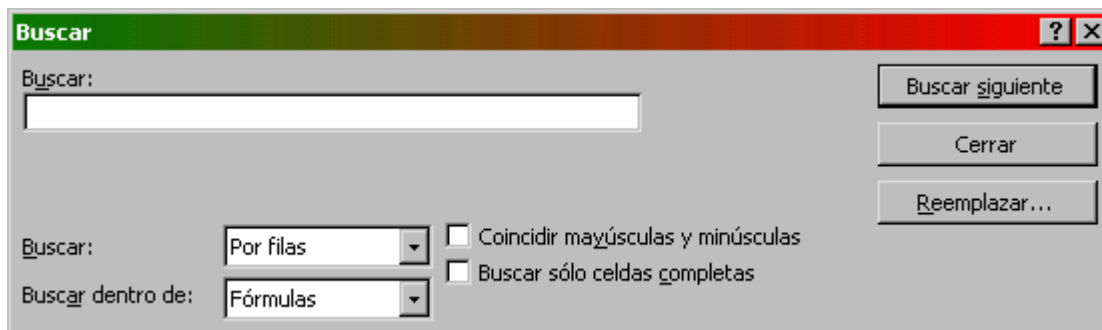 Buscar
Buscar:
Buscar siguiente
Cerrar
Reemplazar...
Buscar:
Por filas
Coincidir mayúsculas y minúsculas
Buscar sólo celdas completas
Buscar dentro de:
Fórmulas